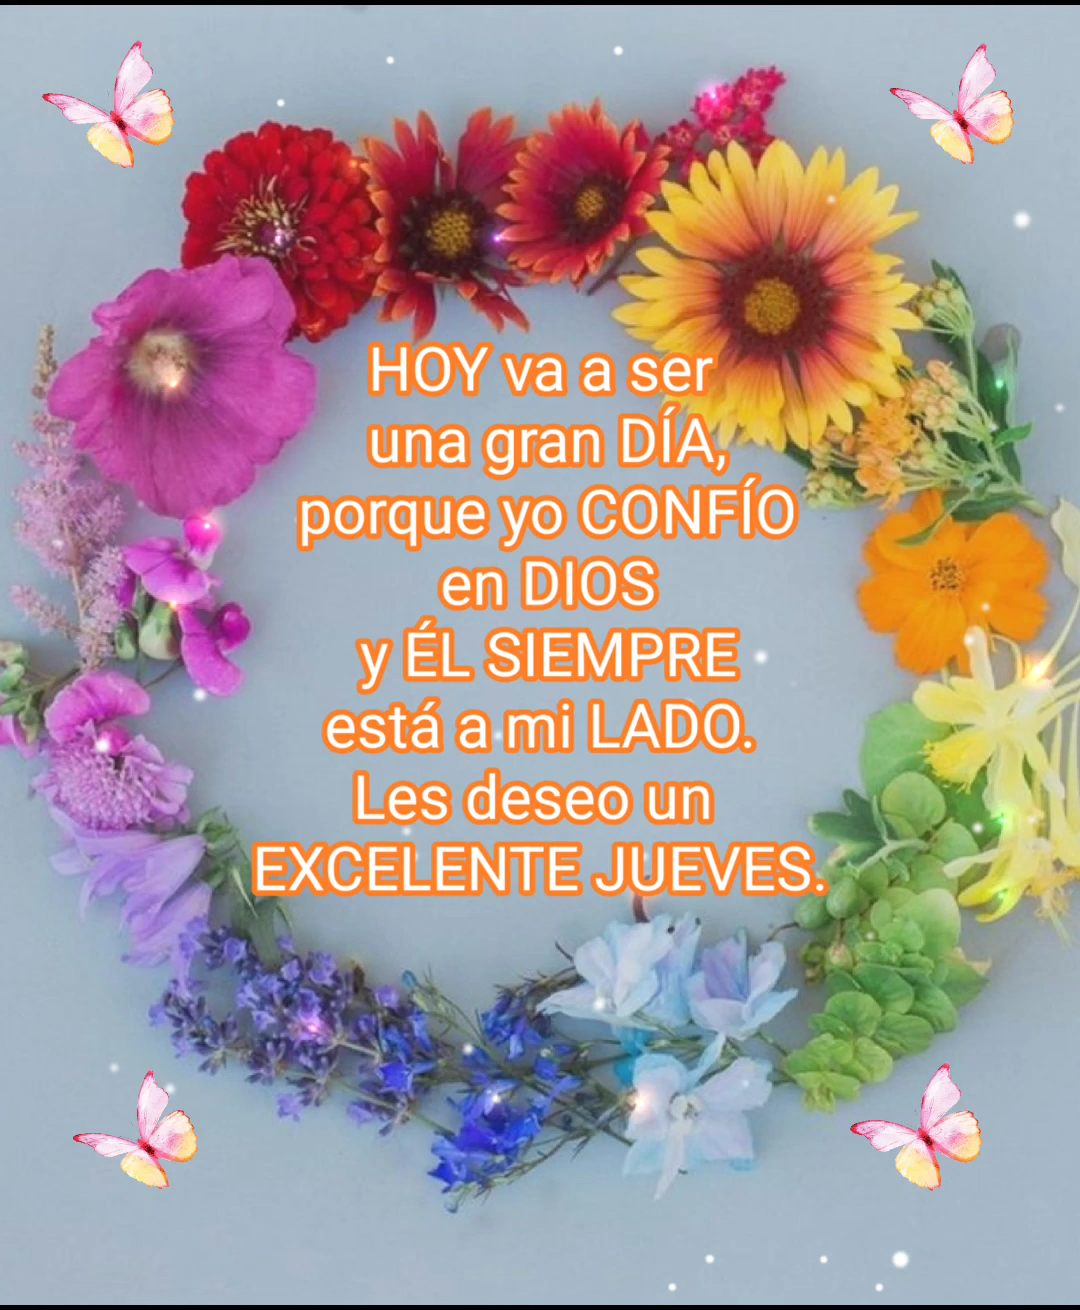 HOY va a ser
una gran DÍA,
porque yo CONFÍO
en DIOS
y ÉL SIEMPRE
está a mi LADO.
Les deseo un
EXCELENTE JUEVES.